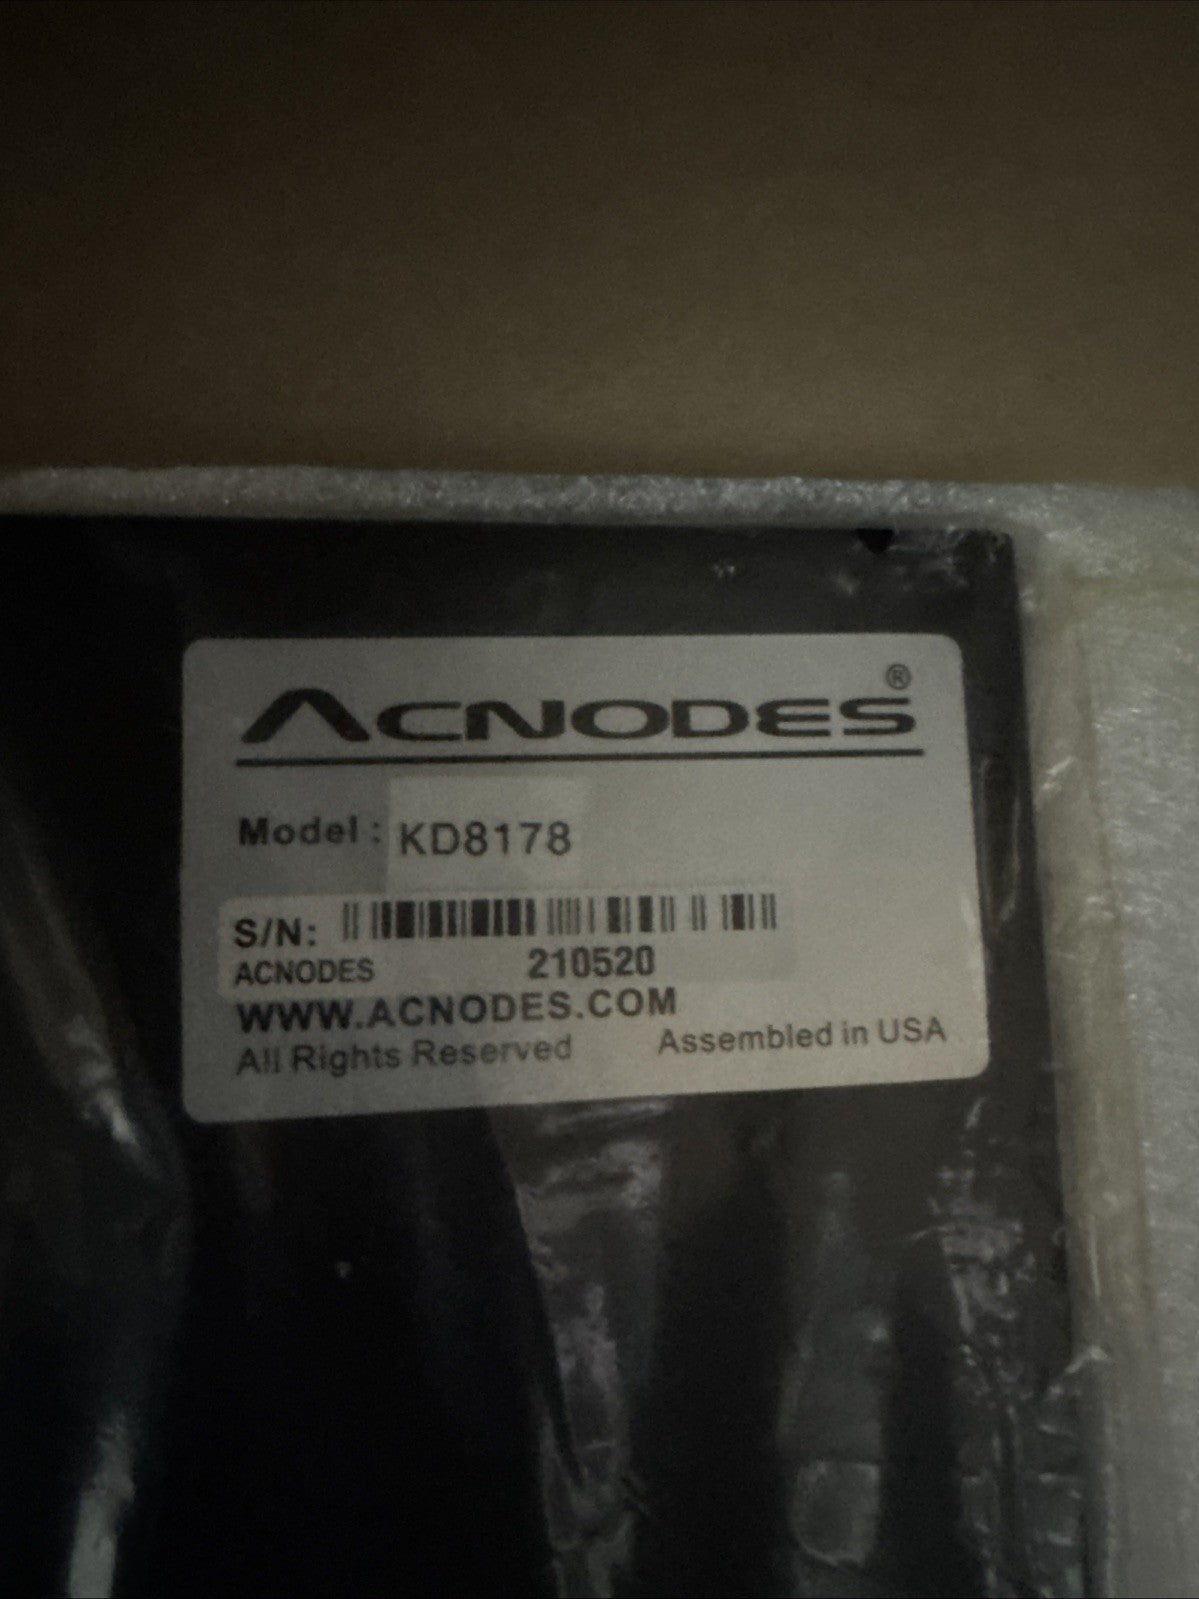 ACNODES®
Model : KD8178
S/N:
ACNODES 210520
WWW.ACNODES.COM
All Rights Reserved Assembled in USA